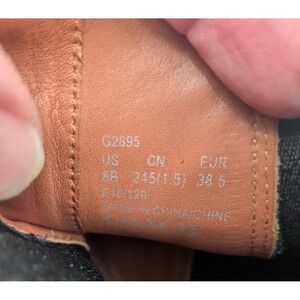 G2695
US CN EUR
8B 245(1.5) 38.5
MADE IN CHINA/CHINE